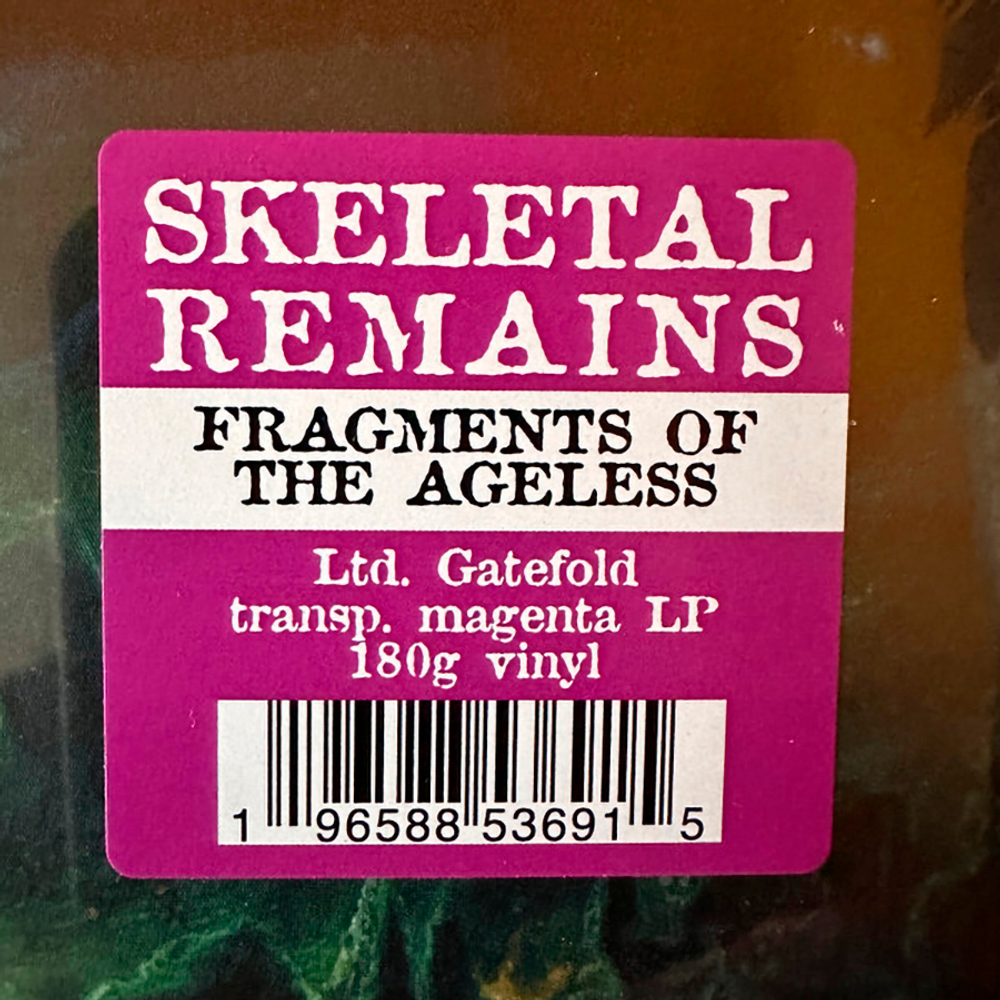 SKELETAL
REMAINS
FRAGMENTS OF
THE AGELESS
Ltd. Gatefold
transp. magenta LP
180g vinyl
1 96588 53691 5